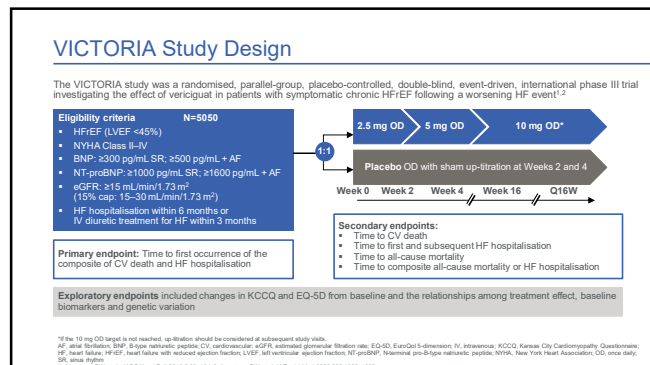 VICTORIA Study Design
The VICTORIA study was a randomised, parallel-group, placebo-controlled, double-blind, event-driven, international phase III trial
investigating the effect of vericiguat in patients with symptomatic chronic HFrEF following a worsening HF event¹,²
Eligibility criteria N=5050
▪ HFrEF (LVEF <45%)
▪ NYHA Class II–IV
▪ BNP: ≥300 pg/mL SR; ≥500 pg/mL + AF
▪ NT-proBNP: ≥1000 pg/mL SR; ≥1600 pg/mL + AF
▪ eGFR: ≥15 mL/min/1.73 m²
(15% cap: 15–30 mL/min/1.73 m²)
▪ HF hospitalisation within 6 months or
IV diuretic treatment for HF within 3 months
1:1
2.5 mg OD 5 mg OD 10 mg OD*
Placebo OD with sham up-titration at Weeks 2 and 4
Week 0 Week 2 Week 4 Week 16 Q16W
Primary endpoint: Time to first occurrence of the
composite of CV death and HF hospitalisation
Secondary endpoints:
▪ Time to CV death
▪ Time to first and subsequent HF hospitalisation
▪ Time to all-cause mortality
▪ Time to composite all-cause mortality or HF hospitalisation
Exploratory endpoints included changes in KCCQ and EQ-5D from baseline and the relationships among treatment effect, baseline
biomarkers and genetic variation
*If the 10 mg OD target is not reached, up-titration should be considered at subsequent study visits.
AF, atrial fibrillation; BNP, B-type natriuretic peptide; CV, cardiovascular; eGFR, estimated glomerular filtration rate; EQ-5D, EuroQol 5-dimension; IV, intravenous; KCCQ, Kansas City Cardiomyopathy Questionnaire;
HF, heart failure; HFrEF, heart failure with reduced ejection fraction; LVEF, left ventricular ejection fraction; NT-proBNP, N-terminal pro-B-type natriuretic peptide; NYHA, New York Heart Association; OD, once daily;
SR, sinus rhythm